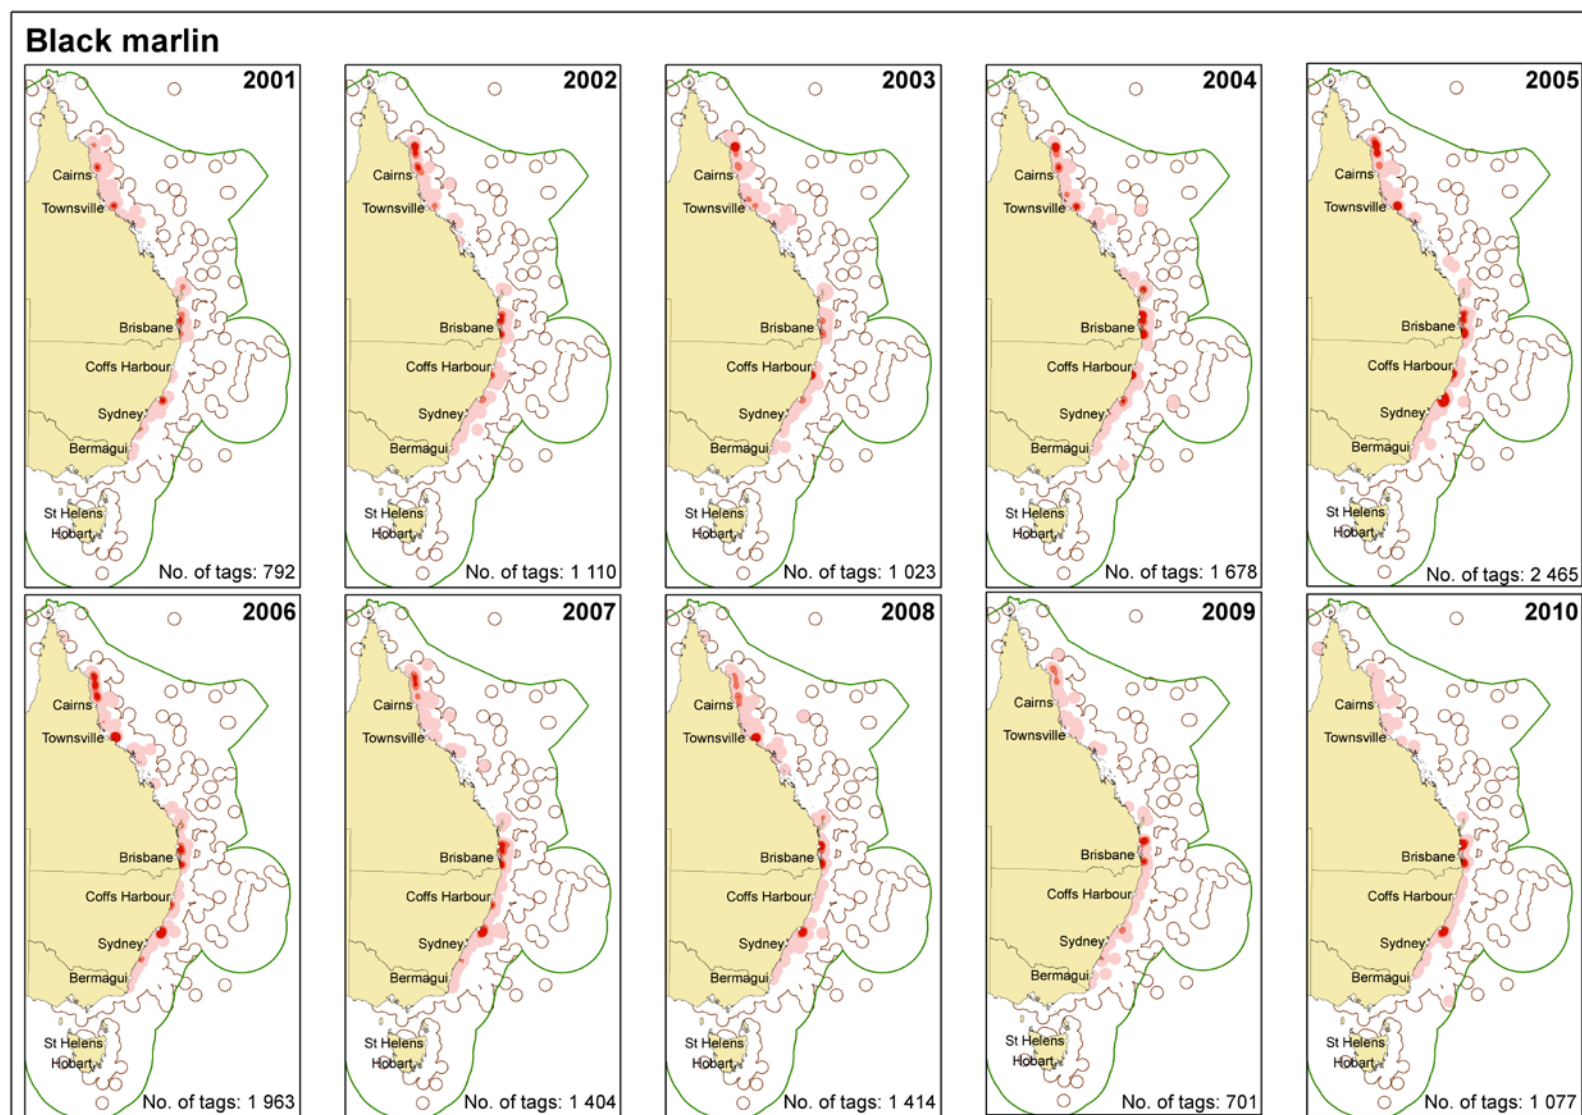 Black marlin
2001
Cairns
Townsville
Brisbane
Coffs Harbour
Sydney
Bermagui
St Helens
Hobart
No. of tags: 792
2002
Cairns
Townsville
Brisbane
Coffs Harbour
Sydney
Bermagui
St Helens
Hobart
No. of tags: 1 110
2003
Cairns
Townsville
Brisbane
Coffs Harbour
Sydney
Bermagui
St Helens
Hobart
No. of tags: 1 023
2004
Cairns
Townsville
Brisbane
Coffs Harbour
Sydney
Bermagui
St Helens
Hobart
No. of tags: 1 678
2005
Cairns
Townsville
Brisbane
Coffs Harbour
Sydney
Bermagui
St Helens
Hobart
No. of tags: 2 465
2006
Cairns
Townsville
Brisbane
Coffs Harbour
Sydney
Bermagui
St Helens
Hobart
No. of tags: 1 963
2007
Cairns
Townsville
Brisbane
Coffs Harbour
Sydney
Bermagui
St Helens
Hobart
No. of tags: 1 404
2008
Cairns
Townsville
Brisbane
Coffs Harbour
Sydney
Bermagui
St Helens
Hobart
No. of tags: 1 414
2009
Cairns
Townsville
Brisbane
Coffs Harbour
Sydney
Bermagui
St Helens
Hobart
No. of tags: 701
2010
Cairns
Townsville
Brisbane
Coffs Harbour
Sydney
Bermagui
St Helens
Hobart
No. of tags: 1 077